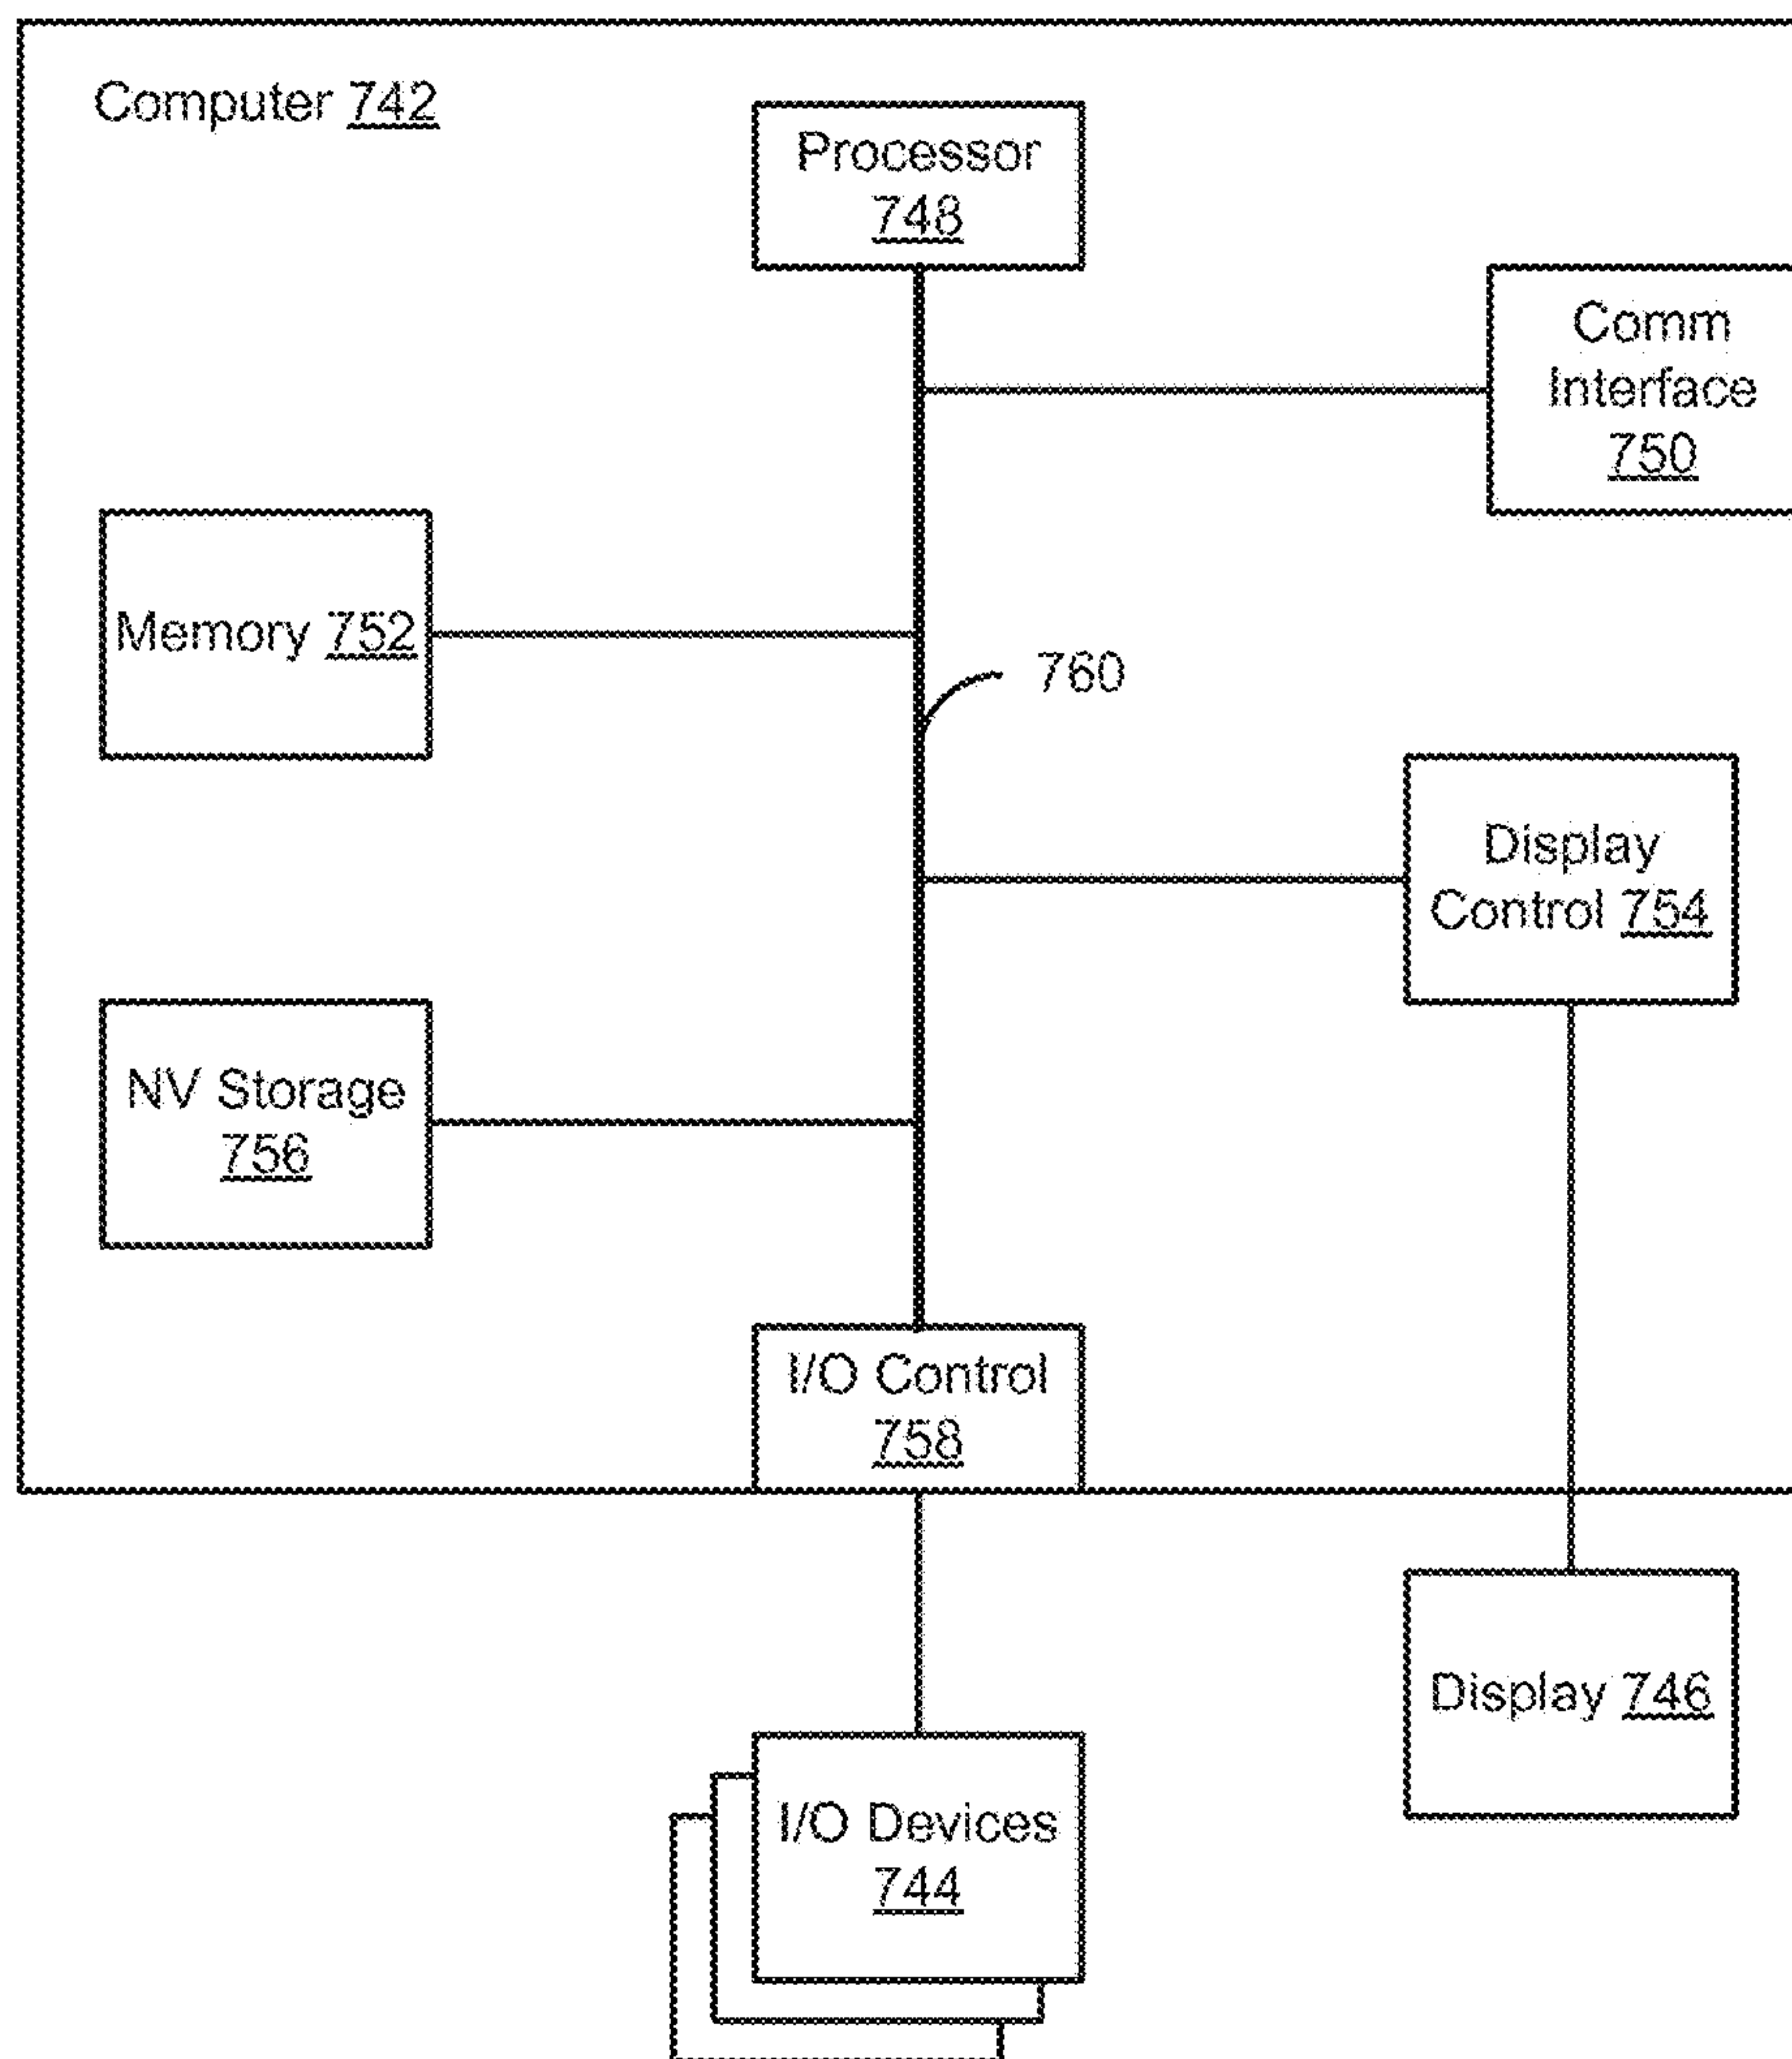 Computer 742
Processor
748
Comm
Interface
750
Memory 752
760
Display
Control 754
NV Storage
756
I/O Control
758
Display 746
I/O Devices
744